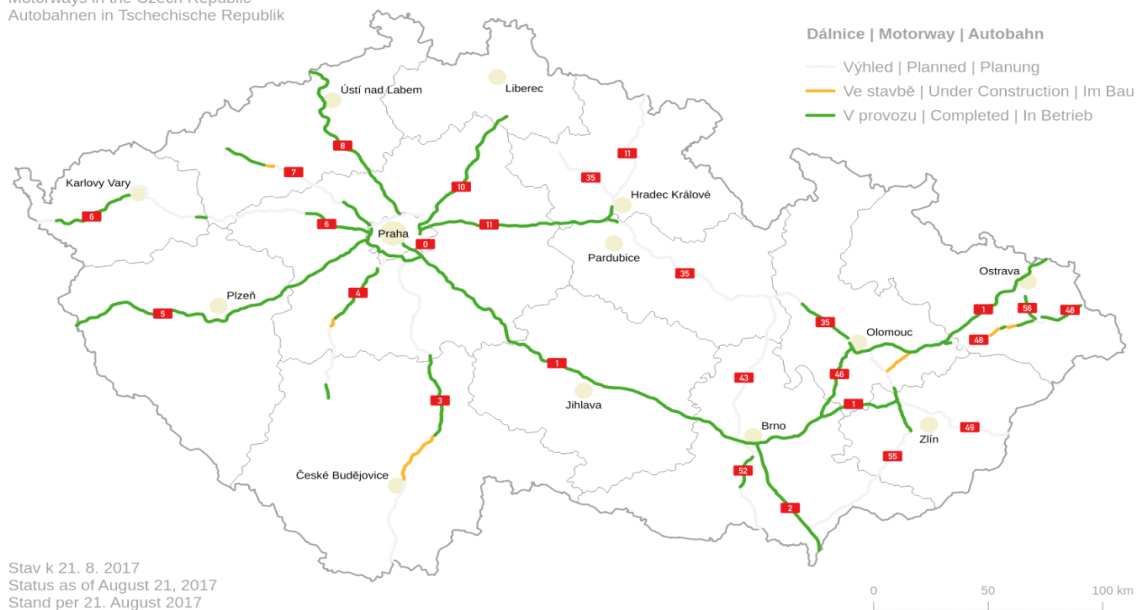 Motorways in the Czech Republic
Autobahnen in Tschechische Republik
Dálnice | Motorway | Autobahn
Výhled | Planned | Planung
Ve stavbě | Under Construction | Im Bau
V provozu | Completed | In Betrieb
Ústí nad Labem
Liberec
8
11
7
35
Karlovy Vary
10
Hradec Králové
6
6
11
Praha
0
Pardubice
35
Ostrava
Plzeň
4
5
1
56
48
35
Olomouc
48
1
43
46
3
Jihlava
1
Brno
Zlín
49
55
České Budějovice
52
2
Stav k 21. 8. 2017
Status as of August 21, 2017
Stand per 21. August 2017
0 50 100 km